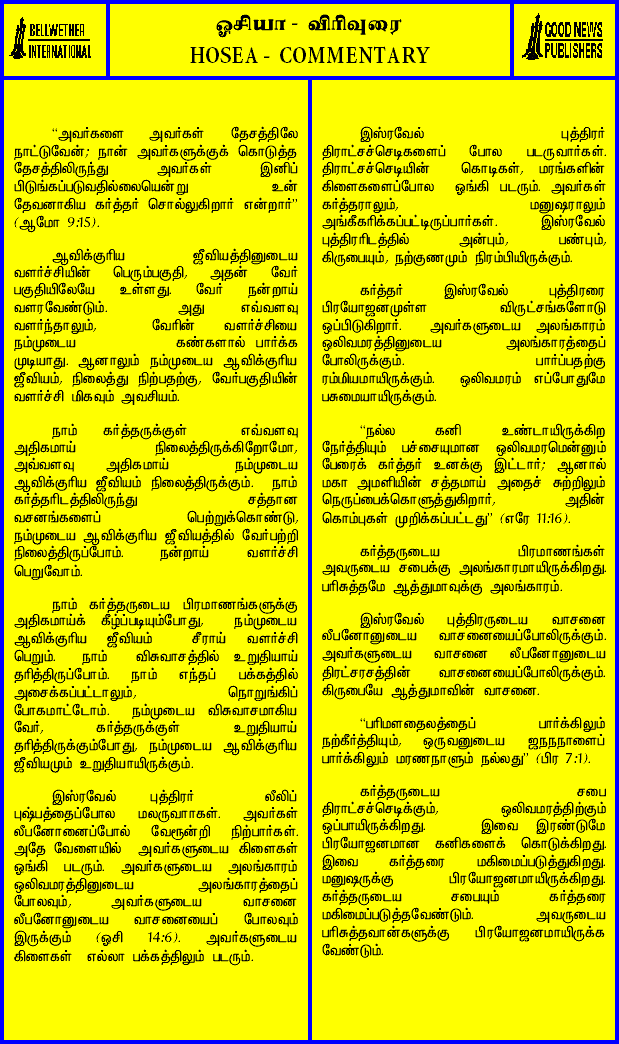 BELLWETHER
INTERNATIONAL
ஓசியா - விரிவுரை
HOSEA - COMMENTARY
GOOD NEWS
PUBLISHERS
“அவர்களை அவர்கள் தேசத்திலே
நாட்டுவேன்; நான் அவர்களுக்குக் கொடுத்த
தேசத்திலிருந்து அவர்கள் இனிப்
பிடுங்கப்படுவதில்லையென்று உன்
தேவனாகிய கர்த்தர் சொல்லுகிறார் என்றார்”
(ஆமோ 9:15).
ஆவிக்குரிய ஜீவியத்தினுடைய
வளர்ச்சியின் பெரும்பகுதி, அதன் வேர்
பகுதியிலேயே உள்ளது. வேர் நன்றாய்
வளரவேண்டும். அது எவ்வளவு
வளர்ந்தாலும், வேரின் வளர்ச்சியை
நம்முடைய கண்களால் பார்க்க
முடியாது. ஆனாலும் நம்முடைய ஆவிக்குரிய
ஜீவியம், நிலைத்து நிற்பதற்கு, வேர்பகுதியின்
வளர்ச்சி மிகவும் அவசியம்.
நாம் கர்த்தருக்குள் எவ்வளவு
அதிகமாய் நிலைத்திருக்கிறோமோ,
அவ்வளவு அதிகமாய் நம்முடைய
ஆவிக்குரிய ஜீவியம் நிலைத்திருக்கும். நாம்
கர்த்தரிடத்திலிருந்து சத்தான
வசனங்களைப் பெற்றுக்கொண்டு,
நம்முடைய ஆவிக்குரிய ஜீவியத்தில் வேர்பற்றி
நிலைத்திருப்போம். நன்றாய் வளர்ச்சி
பெறுவோம்.
நாம் கர்த்தருடைய பிரமாணங்களுக்கு
அதிகமாய்க் கீழ்ப்படியும்போது, நம்முடைய
ஆவிக்குரிய ஜீவியம் சீராய் வளர்ச்சி
பெறும். நாம் விசுவாசத்தில் உறுதியாய்
தரித்திருப்போம். நாம் எந்தப் பக்கத்தில்
அசைக்கப்பட்டாலும், நொறுங்கிப்
போகமாட்டோம். நம்முடைய விசுவாசமாகிய
வேர், கர்த்தருக்குள் உறுதியாய்
தரித்திருக்கும்போது, நம்முடைய ஆவிக்குரிய
ஜீவியமும் உறுதியாயிருக்கும்.
இஸ்ரவேல் புத்திரர் லீலிப்
புஷ்பத்தைப்போல மலருவாாகள். அவர்கள்
லீபனோனைப்போல் வேரூன்றி நிற்பார்கள்.
அதே வேளையில் அவர்களுடைய கிளைகள்
ஓங்கி படரும். அவர்களுடைய அலங்காரம்
ஒலிவமரத்தினுடைய அலங்காரத்தைப்
போலவும், அவர்களுடைய வாசனை
லீபனோனுடைய வாசனையைப் போலவும்
இருக்கும் (ஓசி 14:6). அவர்களுடைய
கிளைகள் எல்லா பக்கத்திலும் படரும்.
இஸ்ரவேல் புத்திரர்
திராட்சச்செடிகளைப் போல படருவார்கள்.
திராட்சச்செடியின் கொடிகள், மரங்களின்
கிளைகளைப்போல ஓங்கி படரும். அவர்கள்
கர்த்தராலும், மனுஷராலும்
அங்கீகரிக்கப்பட்டிருப்பார்கள். இஸ்ரவேல்
புத்திரரிடத்தில் அன்பும், பண்பும்,
கிருபையும், நற்குணமும் நிரம்பியிருக்கும்.
கர்த்தர் இஸ்ரவேல் புத்திரரை
பிரயோஜனமுள்ள விருட்சங்களோடு
ஒப்பிடுகிறார். அவர்களுடைய அலங்காரம்
ஒலிவமரத்தினுடைய அலங்காரத்தைப்
போலிருக்கும். பார்ப்பதற்கு
ரம்மியமாயிருக்கும். ஒலிவமரம் எப்போதுமே
பசுமையாயிருக்கும்.
“நல்ல கனி உண்டாயிருக்கிற
நேர்த்தியும் பச்சையுமான ஒலிவமரமென்னும்
பேரைக் கர்த்தர் உனக்கு இட்டார்; ஆனால்
மகா அமளியின் சத்தமாய் அதைச் சுற்றிலும்
நெருப்பைக்கொளுத்துகிறார், அதின்
கொம்புகள் முறிக்கப்பட்டது” (எரே 11:16).
கர்த்தருடைய பிரமாணங்கள்
அவருடைய சபைக்கு அலங்காரமாயிருக்கிறது.
பரிசுத்தமே ஆத்துமாவுக்கு அலங்காரம்.
இஸ்ரவேல் புத்திரருடைய வாசனை
லீபனோனுடைய வாசனையைப்போலிருக்கும்.
அவர்களுடைய வாசனை லீபனோனுடைய
திரட்சரசத்தின் வாசனையைப்போலிருக்கும்.
கிருபையே ஆத்துமாவின் வாசனை.
“பரிமளதைலத்தைப் பார்க்கிலும்
நற்கீர்த்தியும், ஒருவனுடைய ஜநநநாளைப்
பார்க்கிலும் மரணநாளும் நல்லது” (பிர 7:1).
கர்த்தருடைய சபை
திராட்சச்செடிக்கும், ஒலிவமரத்திற்கும்
ஒப்பாயிருக்கிறது. இவை இரண்டுமே
பிரயோஜனமான கனிகளைக் கொடுக்கிறது.
இவை கர்த்தரை மகிமைப்படுத்துகிறது.
மனுஷருக்கு பிரயோஜனமாயிருக்கிறது.
கர்த்தருடைய சபையும் கர்த்தரை
மகிமைப்படுத்தவேண்டும். அவருடைய
பரிசுத்தவான்களுக்கு பிரயோஜனமாயிருக்க
வேண்டும்.